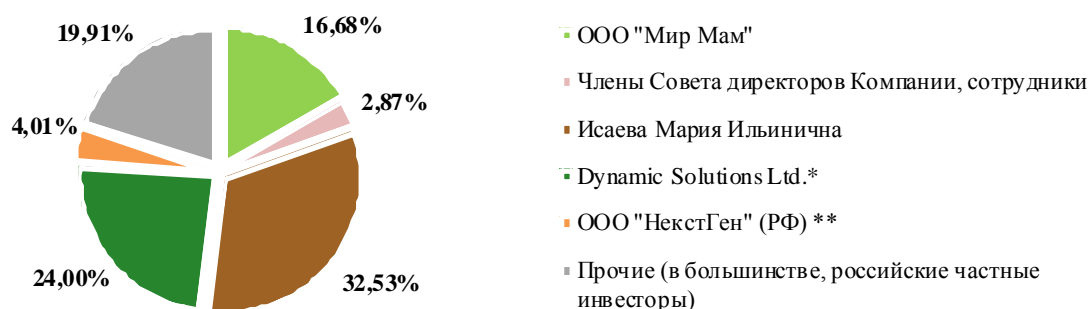 19,91%
16,68%
2,87%
4,01%
24,00%
32,53%
ООО "Мир Мам"
Члены Совета директоров Компании, сотрудники
Исаева Мария Ильинична
Dynamic Solutions Ltd.*
ООО "НекстГен" (РФ) **
Прочие (в большинстве, российские частные
инвесторы)